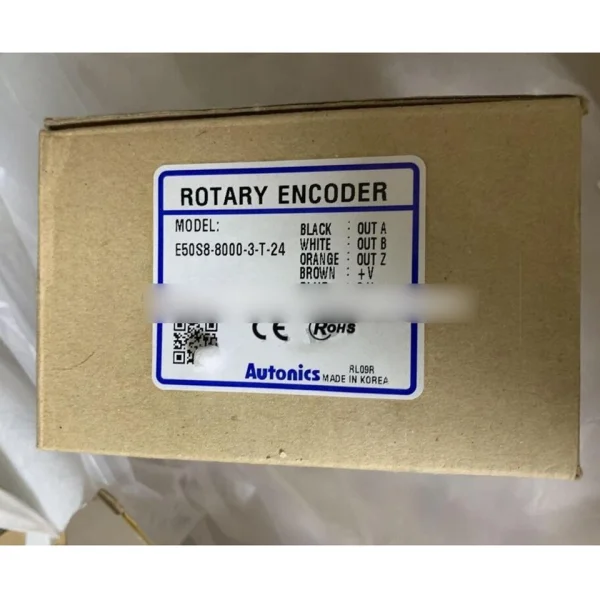 ROTARY ENCODER
MODEL:
E50S8-8000-3-T-24
BLACK : OUT A
WHITE : OUT B
ORANGE : OUT Z
BROWN : +V
CE RoHS
Autonics RL09R
MADE IN KOREA